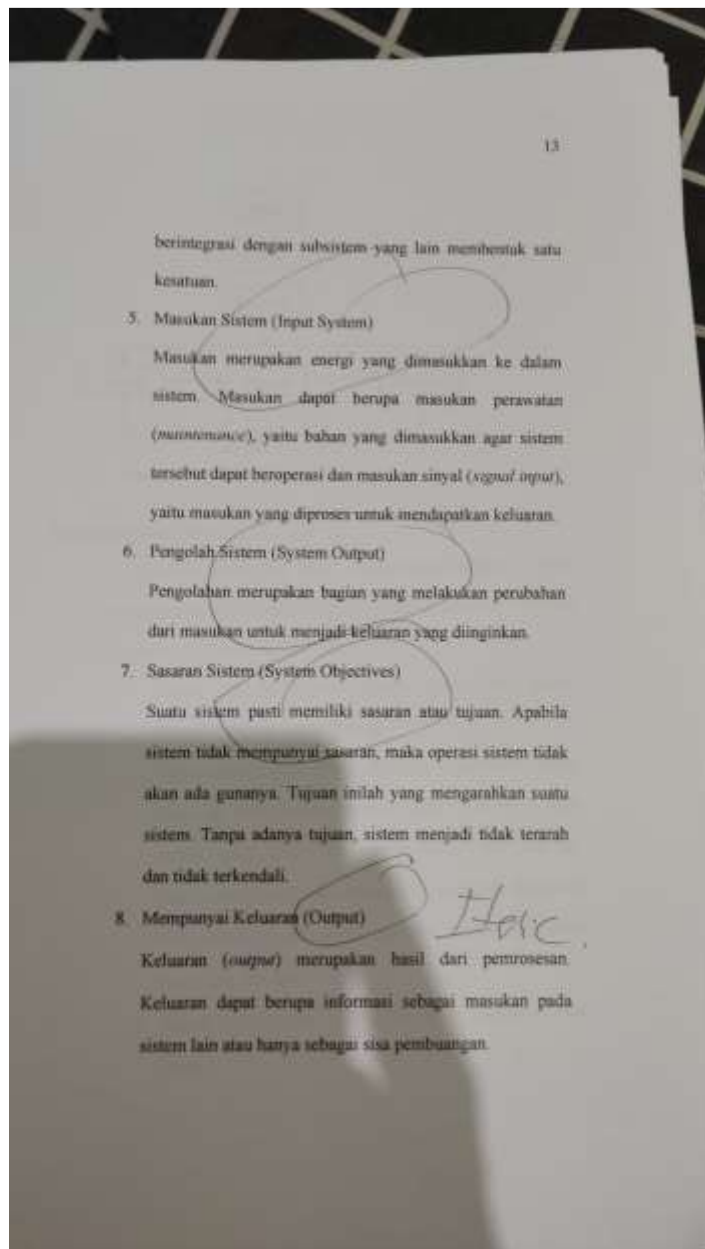 13
berintegrasi dengan subsistem yang lain membentuk satu
kesatuan.
5. Masukan Sistem (Input System)
Masukan merupakan energi yang dimasukkan ke dalam
sistem. Masukan dapat berupa masukan perawatan
(maintenance), yaitu bahan yang dimasukkan agar sistem
tersebut dapat beroperasi dan masukan sinyal (signal input),
yaitu masukan yang diproses untuk mendapatkan keluaran.
6. Pengolah Sistem (System Output)
Pengolahan merupakan bagian yang melakukan perubahan
dari masukan untuk menjadi keluaran yang diinginkan.
7. Sasaran Sistem (System Objectives)
Suatu sistem pasti memiliki sasaran atau tujuan. Apabila
sistem tidak mempunyai sasaran, maka operasi sistem tidak
akan ada gunanya. Tujuan inilah yang mengarahkan suatu
sistem. Tanpa adanya tujuan, sistem menjadi tidak terarah
dan tidak terkendali.
8. Mempunyai Keluaran (Output)
Keluaran (output) merupakan hasil dari pemrosesan.
Keluaran dapat berupa informasi sebagai masukan pada
sistem lain atau hanya sebagai sisa pembuangan.